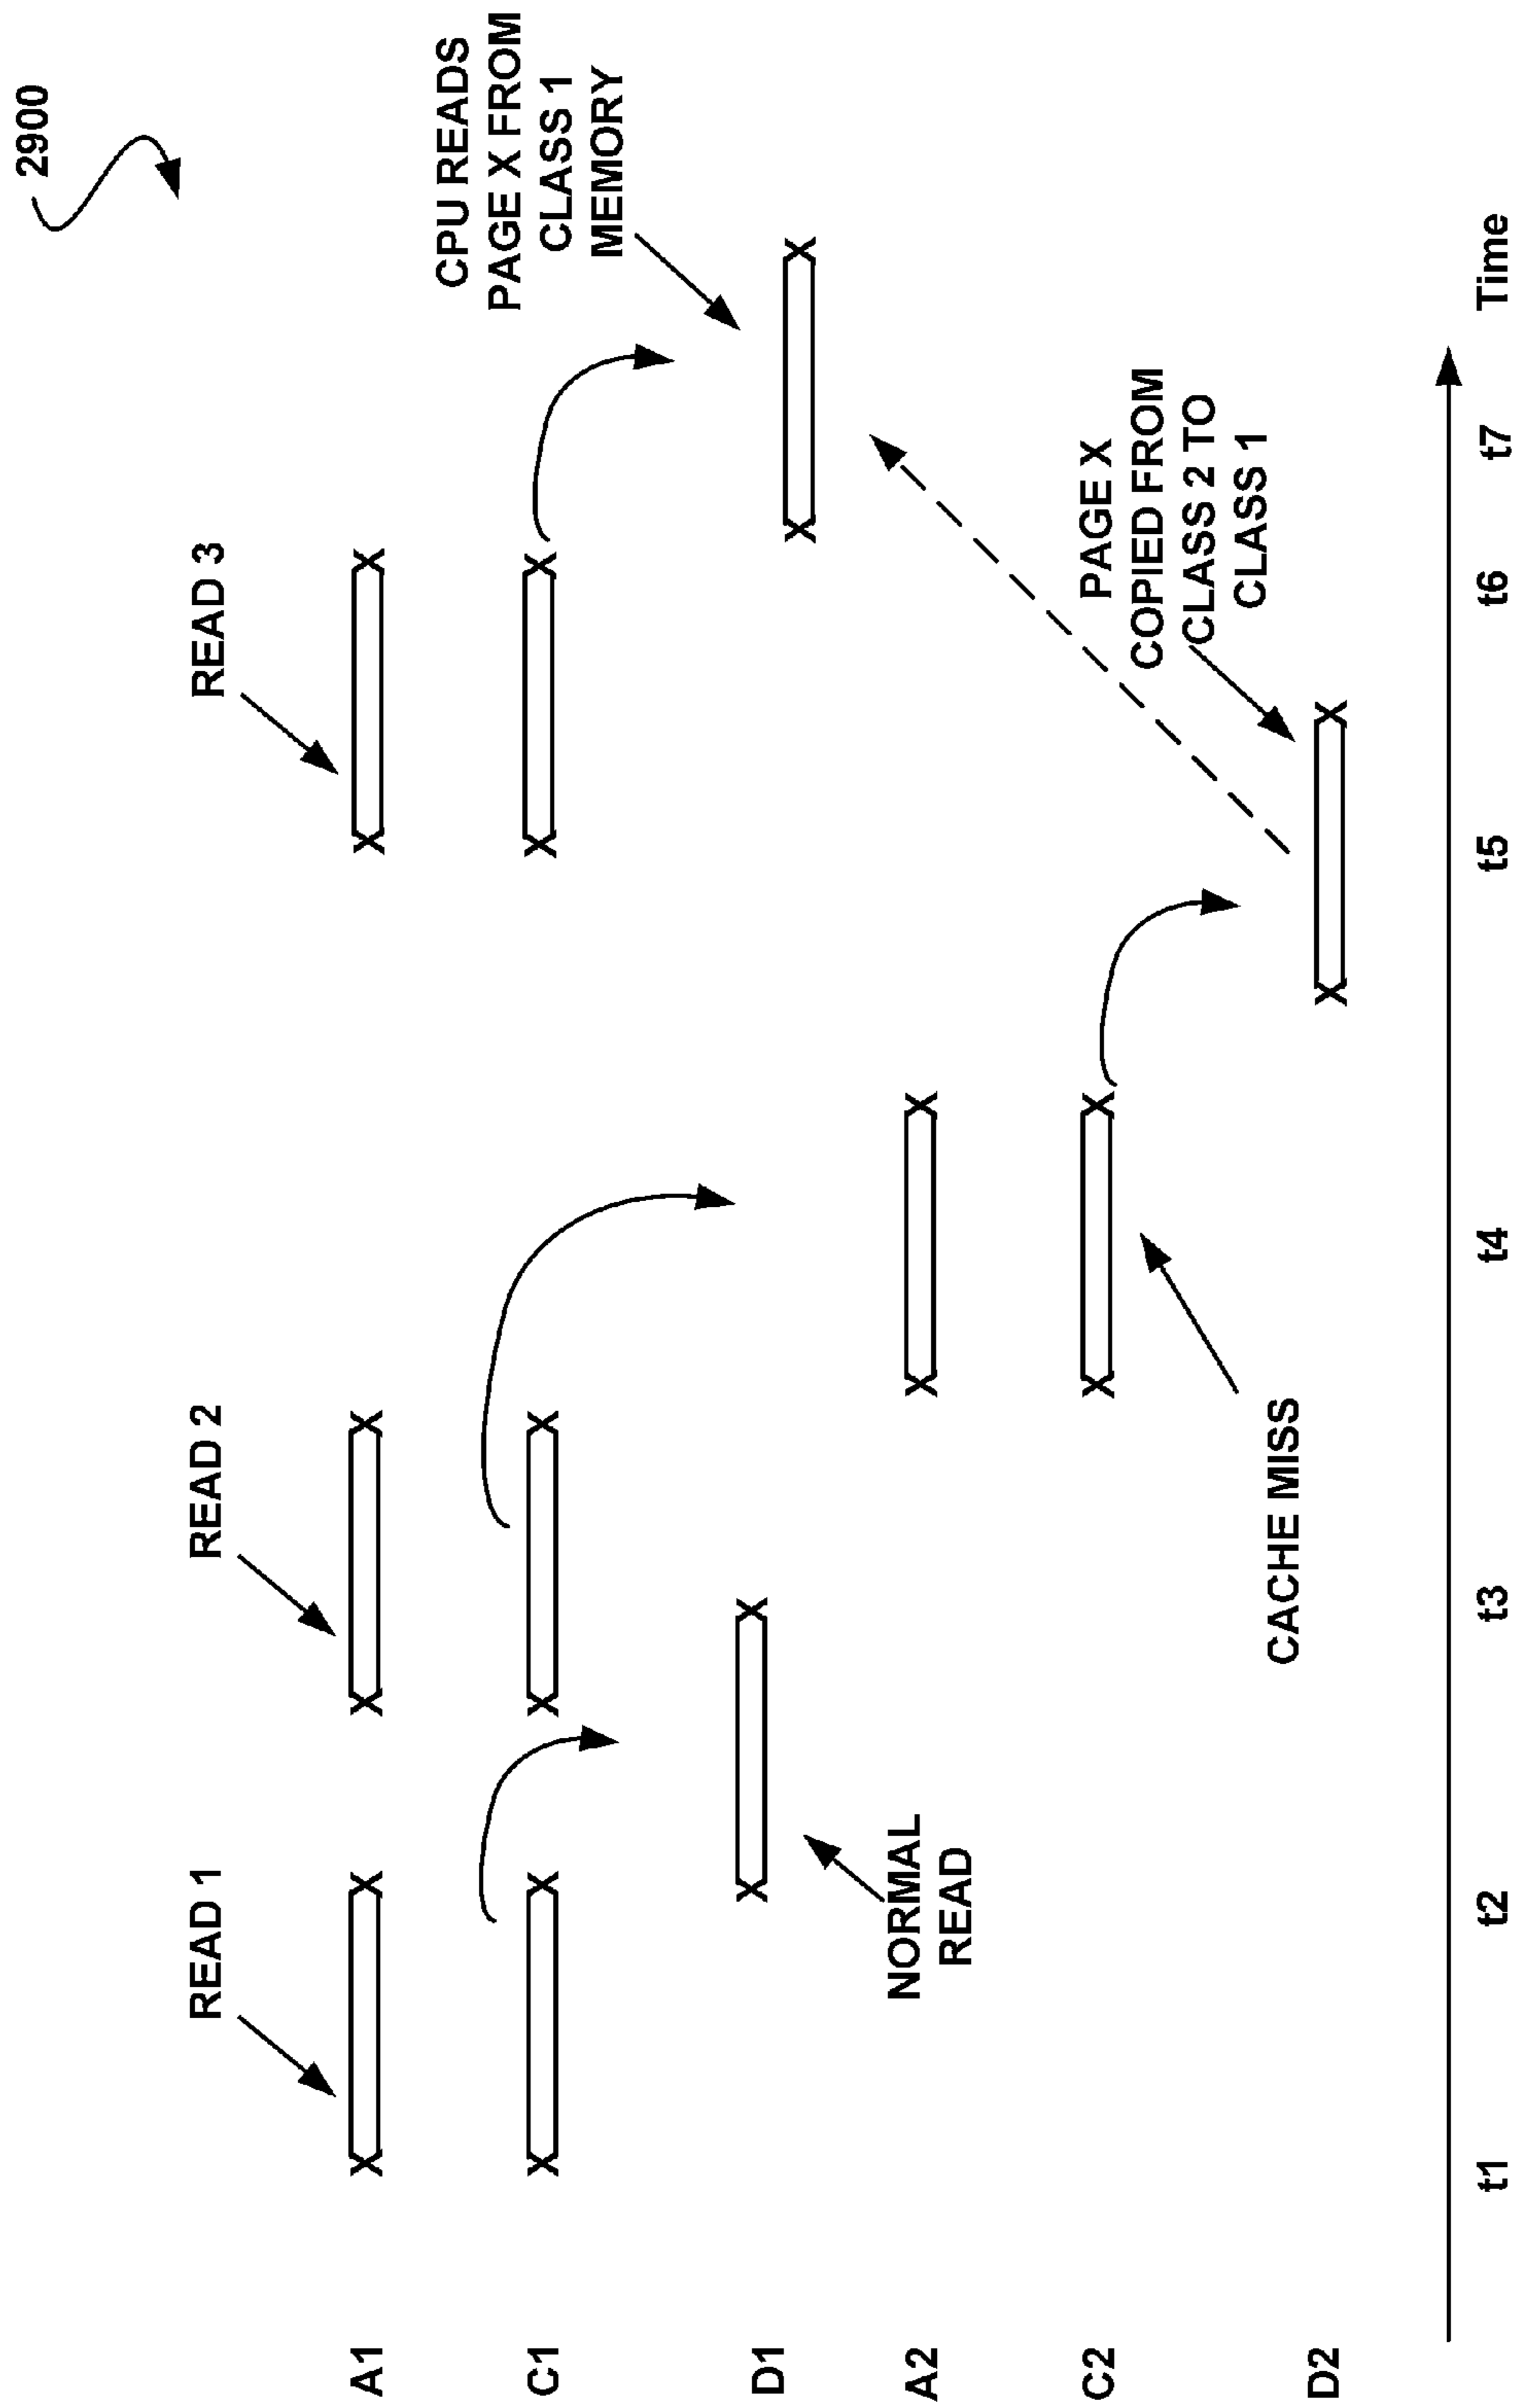 2900
READ 1
READ 2
READ 3
CPU READS
PAGE X FROM
CLASS 1
MEMORY
A1
C1
D1
NORMAL
READ
A2
C2
PAGE X
COPIED FROM
CLASS 2 TO
CLASS 1
CACHE MISS
D2
t1
t2
t3
t4
t5
t6
t7
Time